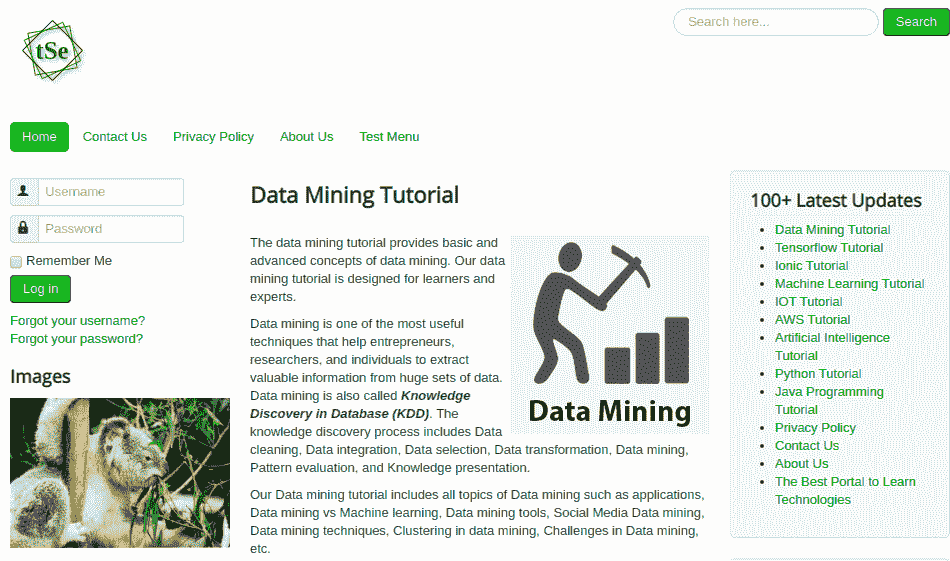 tSe
Search here...
Search
Home
Contact Us
Privacy Policy
About Us
Test Menu
Username
Password
Remember Me
Log in
Forgot your username?
Forgot your password?
Images
Data Mining Tutorial
The data mining tutorial provides basic and
advanced concepts of data mining. Our data
mining tutorial is designed for learners and
experts.
Data mining is one of the most useful
techniques that help entrepreneurs,
researchers, and individuals to extract
valuable information from huge sets of data.
Data mining is also called Knowledge
Discovery in Database (KDD). The
knowledge discovery process includes Data
cleaning, Data integration, Data selection, Data transformation, Data mining,
Pattern evaluation, and Knowledge presentation.
Our Data mining tutorial includes all topics of Data mining such as applications,
Data mining vs Machine learning, Data mining tools, Social Media Data mining,
Data mining techniques, Clustering in data mining, Challenges in Data mining,
etc.
Data Mining
100+ Latest Updates
Data Mining Tutorial
Tensorflow Tutorial
Ionic Tutorial
Machine Learning Tutorial
IOT Tutorial
AWS Tutorial
Artificial Intelligence
Tutorial
Python Tutorial
Java Programming
Tutorial
Privacy Policy
Contact Us
About Us
The Best Portal to Learn
Technologies